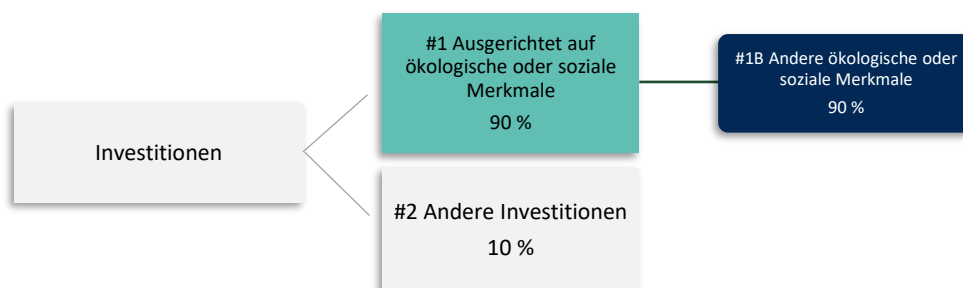 Investitionen
#1 Ausgerichtet auf
ökologische oder soziale
Merkmale
90 %
#1B Andere ökologische oder
soziale Merkmale
90 %
#2 Andere Investitionen
10 %